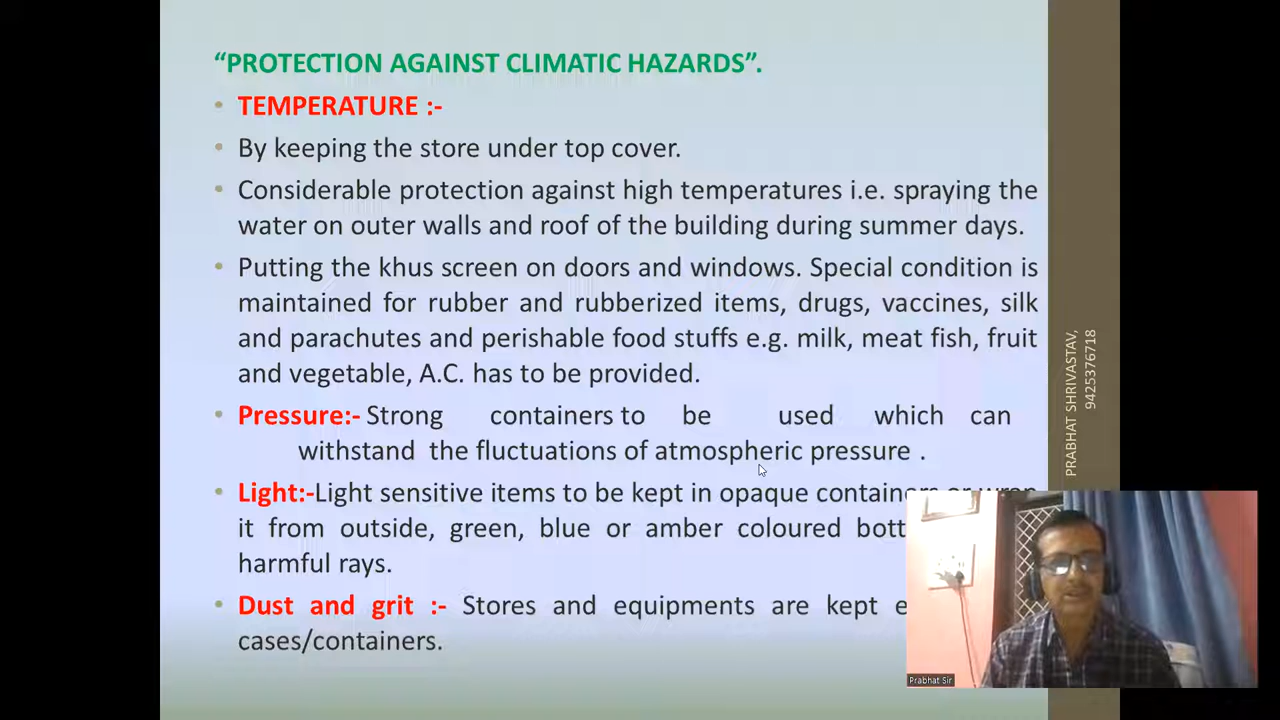 “PROTECTION AGAINST CLIMATIC HAZARDS”.
• TEMPERATURE :-
• By keeping the store under top cover.
• Considerable protection against high temperatures i.e. spraying the
water on outer walls and roof of the building during summer days.
• Putting the khus screen on doors and windows. Special condition is
maintained for rubber and rubberized items, drugs, vaccines, silk
and parachutes and perishable food stuffs e.g. milk, meat fish, fruit
and vegetable, A.C. has to be provided.
• Pressure:- Strong containers to be used which can
withstand the fluctuations of atmospheric pressure .
• Light:-Light sensitive items to be kept in opaque containers or wrap
it from outside, green, blue or amber coloured
harmful rays.
• Dust and grit :- Stores and equipments are kept
cases/containers.
PRABHAT SHRIVASTAV,
9425376718
Prabhat Sir